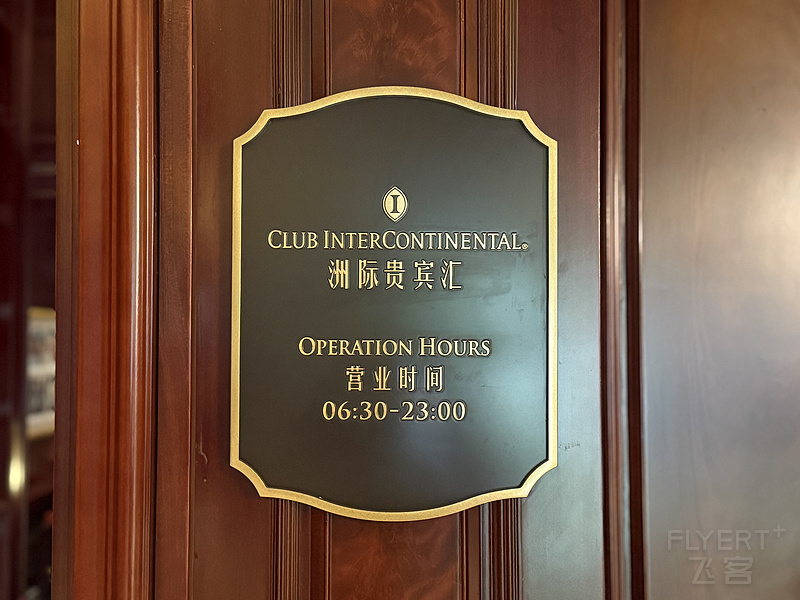 I
CLUB INTERCONTINENTAL®
洲际贵宾汇
OPERATION HOURS
营业时间
06:30-23:00
FLYERT+
飞客